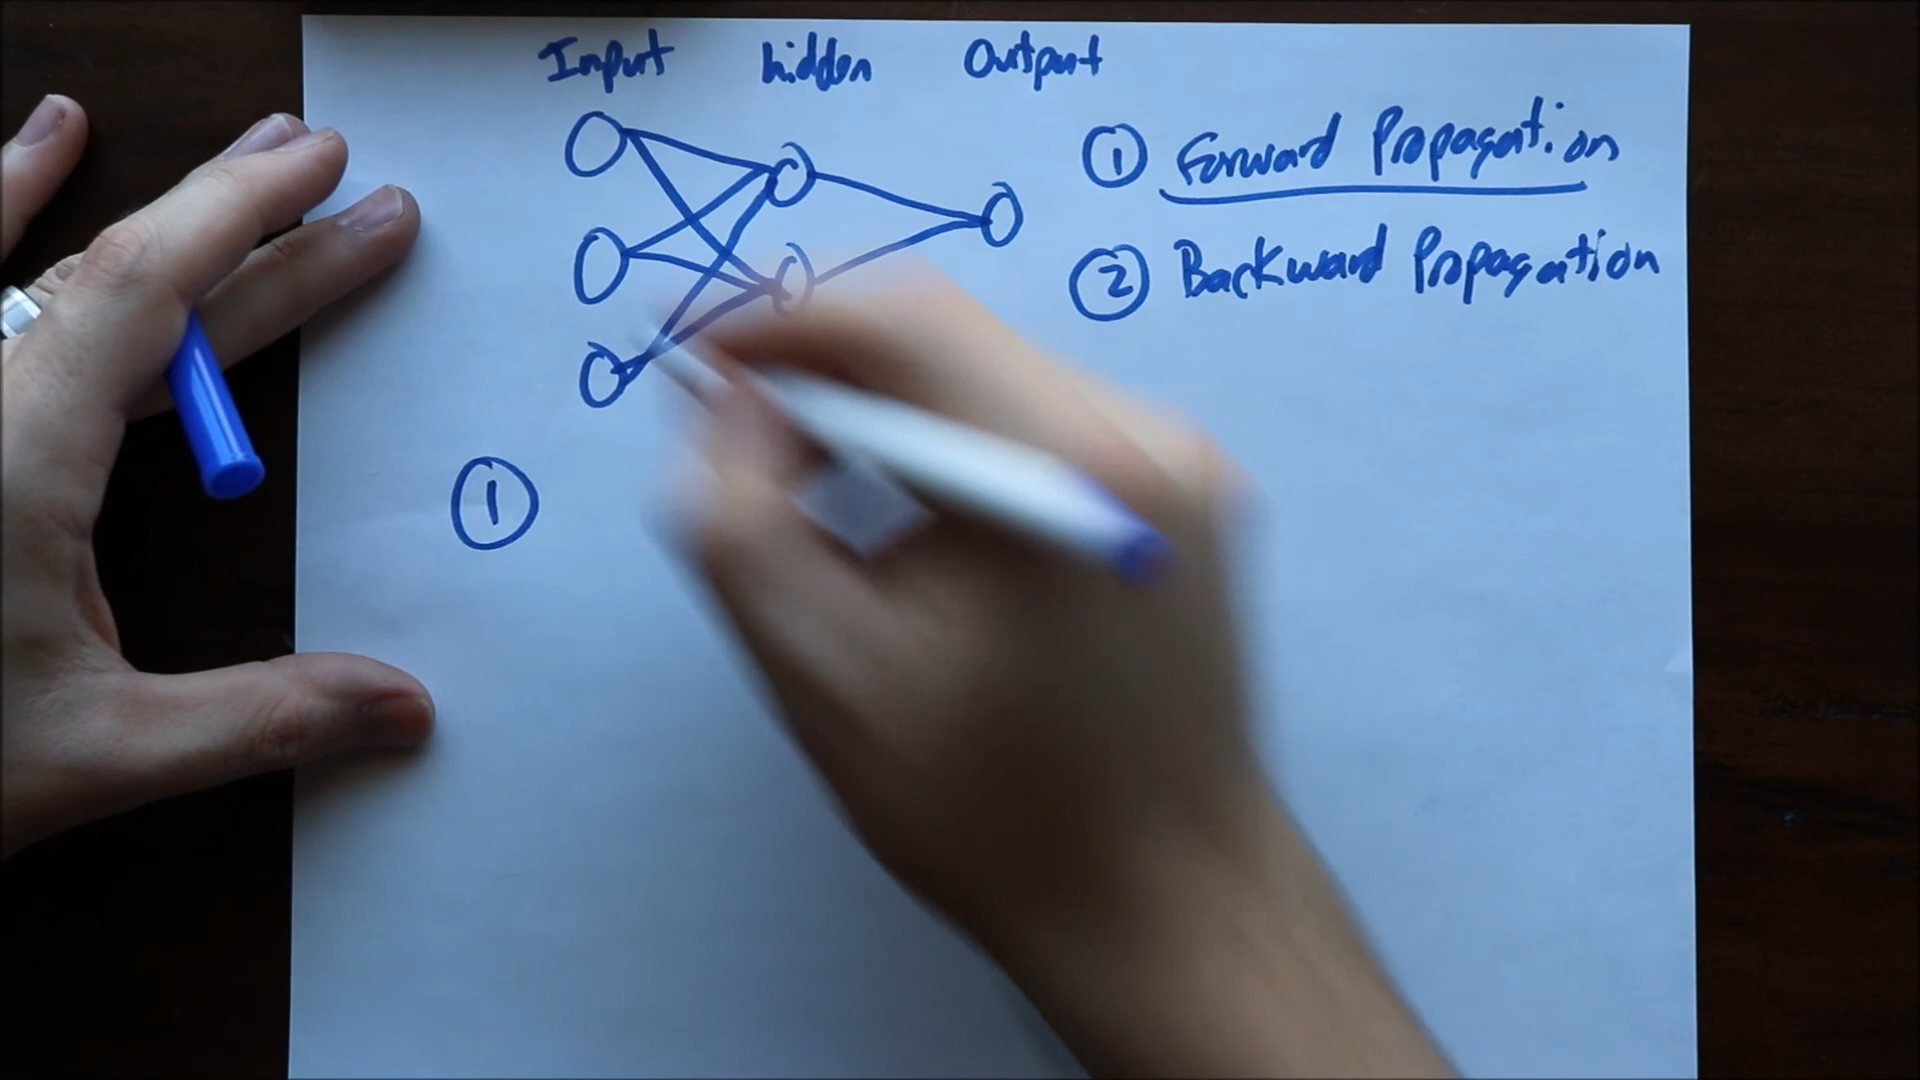 Input hidden Output
① Forward Propagation
② Backward Propagation
①